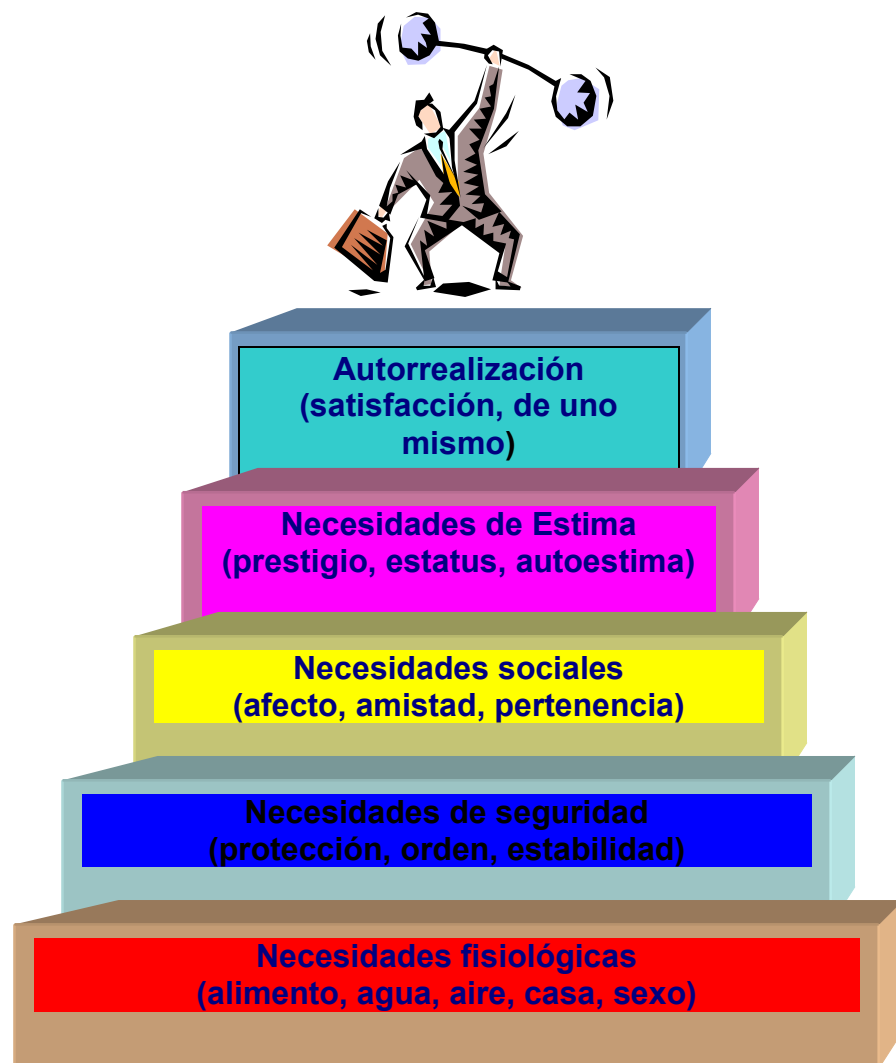 Autorrealización
(satisfacción, de uno
mismo)
Necesidades de Estima
(prestigio, estatus, autoestima)
Necesidades sociales
(afecto, amistad, pertenencia)
Necesidades de seguridad
(protección, orden, estabilidad)
Necesidades fisiológicas
(alimento, agua, aire, casa, sexo)